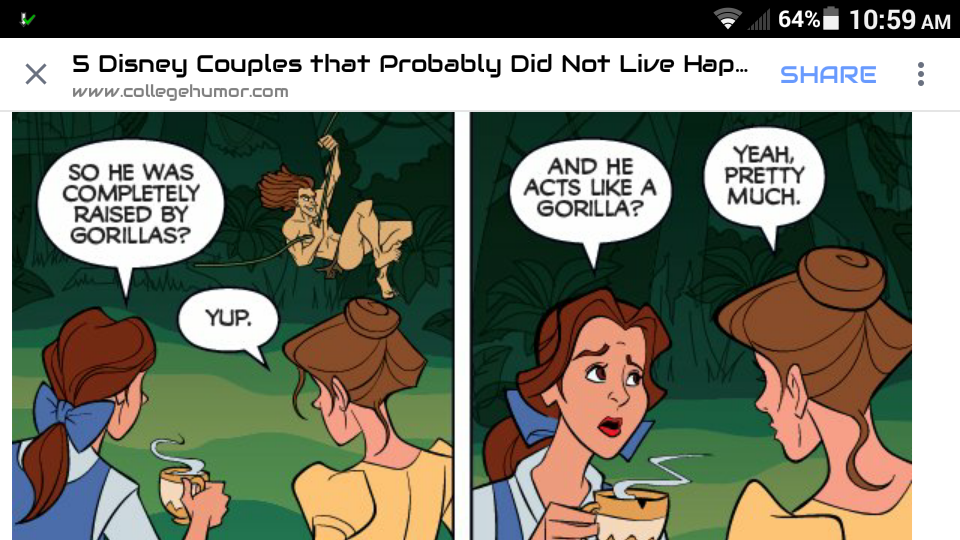 64% 10:59 AM
5 Disney Couples that Probably Did Not Live Hap...
www.collegehumor.com
SHARE
SO HE WAS
COMPLETELY
RAISED BY
GORILLAS?
YUP.
AND HE
ACTS LIKE A
GORILLA?
YEAH,
PRETTY
MUCH.